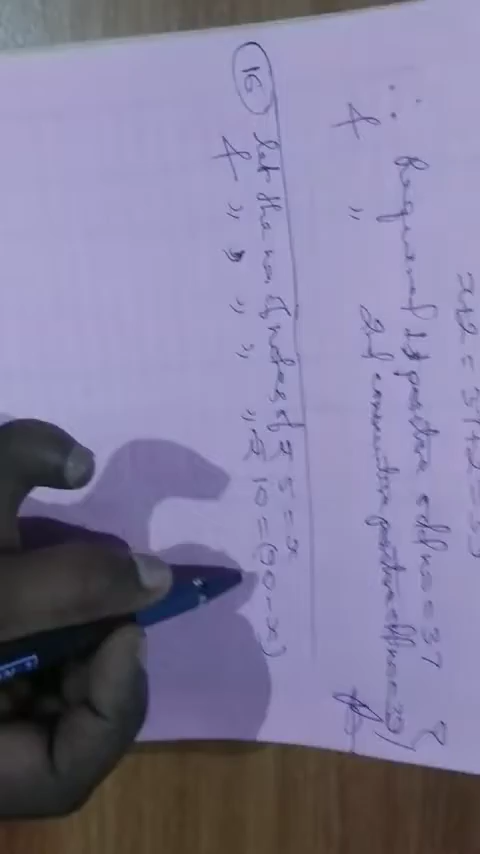 x+2 = 37+2 = 39
∴ Required 1st positive odd no = 37
& " 2nd consecutive positive odd no = 39
16 Let the no. of notes of ₹ 5 = x
& " " " " " ₹ 10 = (90-x)